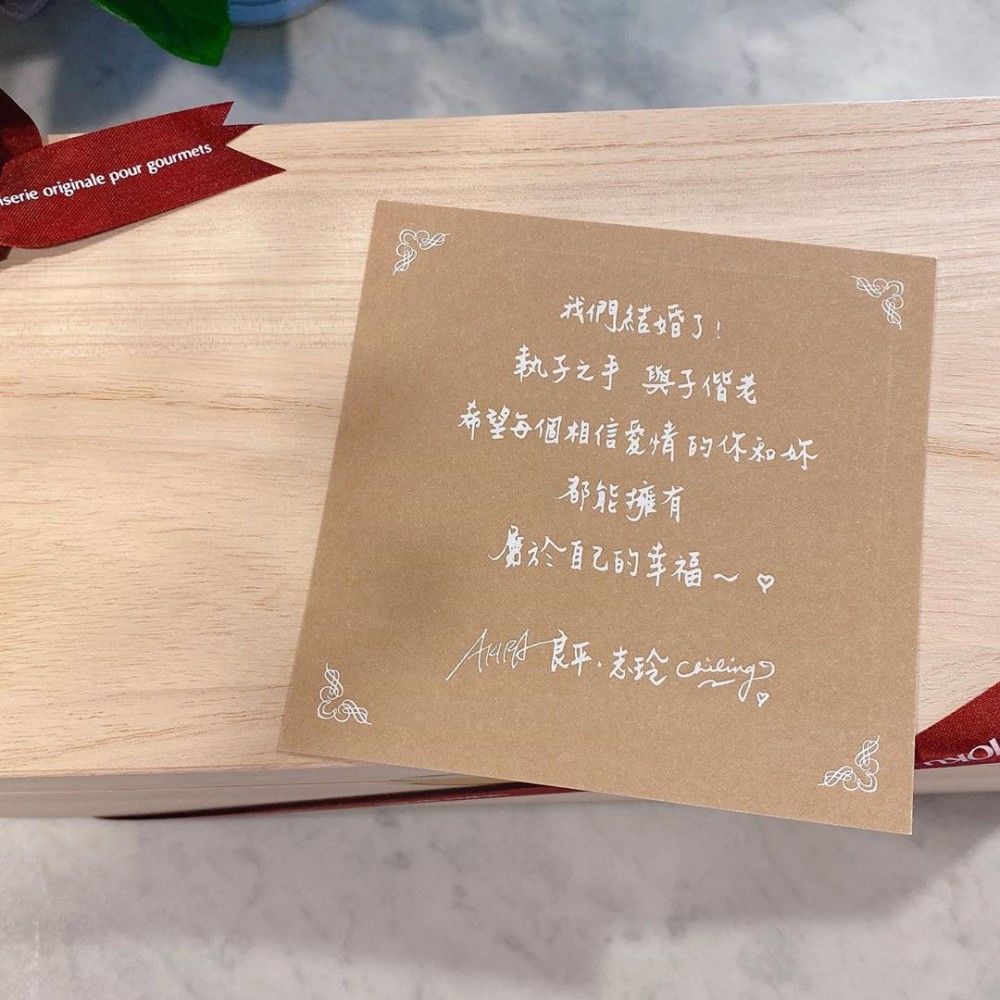 iserie originale pour gourmets
我們結婚了!
執子之手 與子偕老
希望每個相信愛情的你和妳
都能擁有
屬於自己的幸福~♡
AKIRA 良平.志玲 Chiling♡